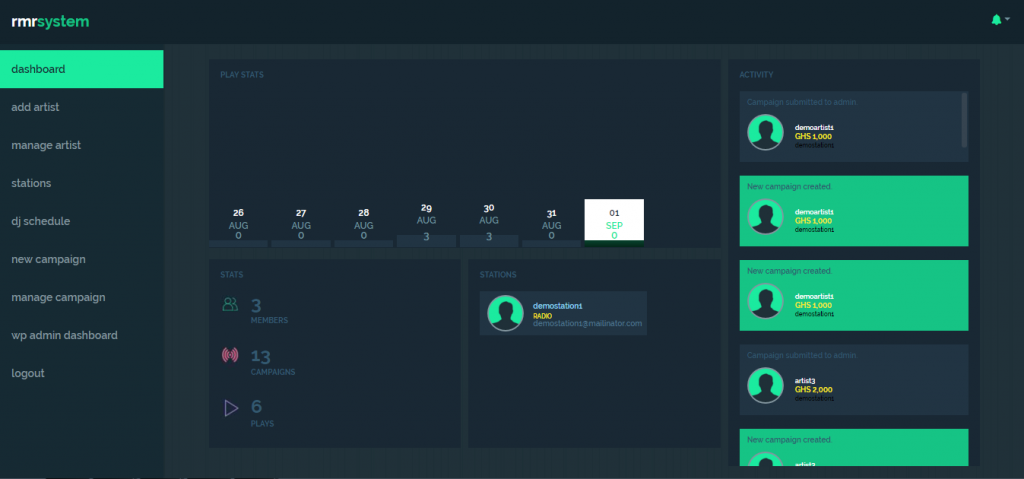 rmrsystem
dashboard
add artist
manage artist
stations
dj schedule
new campaign
manage campaign
wp admin dashboard
logout
PLAY STATS
26
AUG
0
27
AUG
0
28
AUG
0
29
AUG
3
30
AUG
3
31
AUG
0
01
SEP
0
STATS
3
MEMBERS
13
CAMPAIGNS
6
PLAYS
STATIONS
demostation1
RADIO
demostation1@mailinator.com
ACTIVITY
Campaign submitted to admin
demoartist1
GHS 1,000
demostation1
New campaign created.
demoartist1
GHS 1,000
demostation1
New campaign created.
demoartist1
GHS 1,000
demostation1
Campaign submitted to admin
artist3
GHS 2,000
demostation1
New campaign created.
artist3